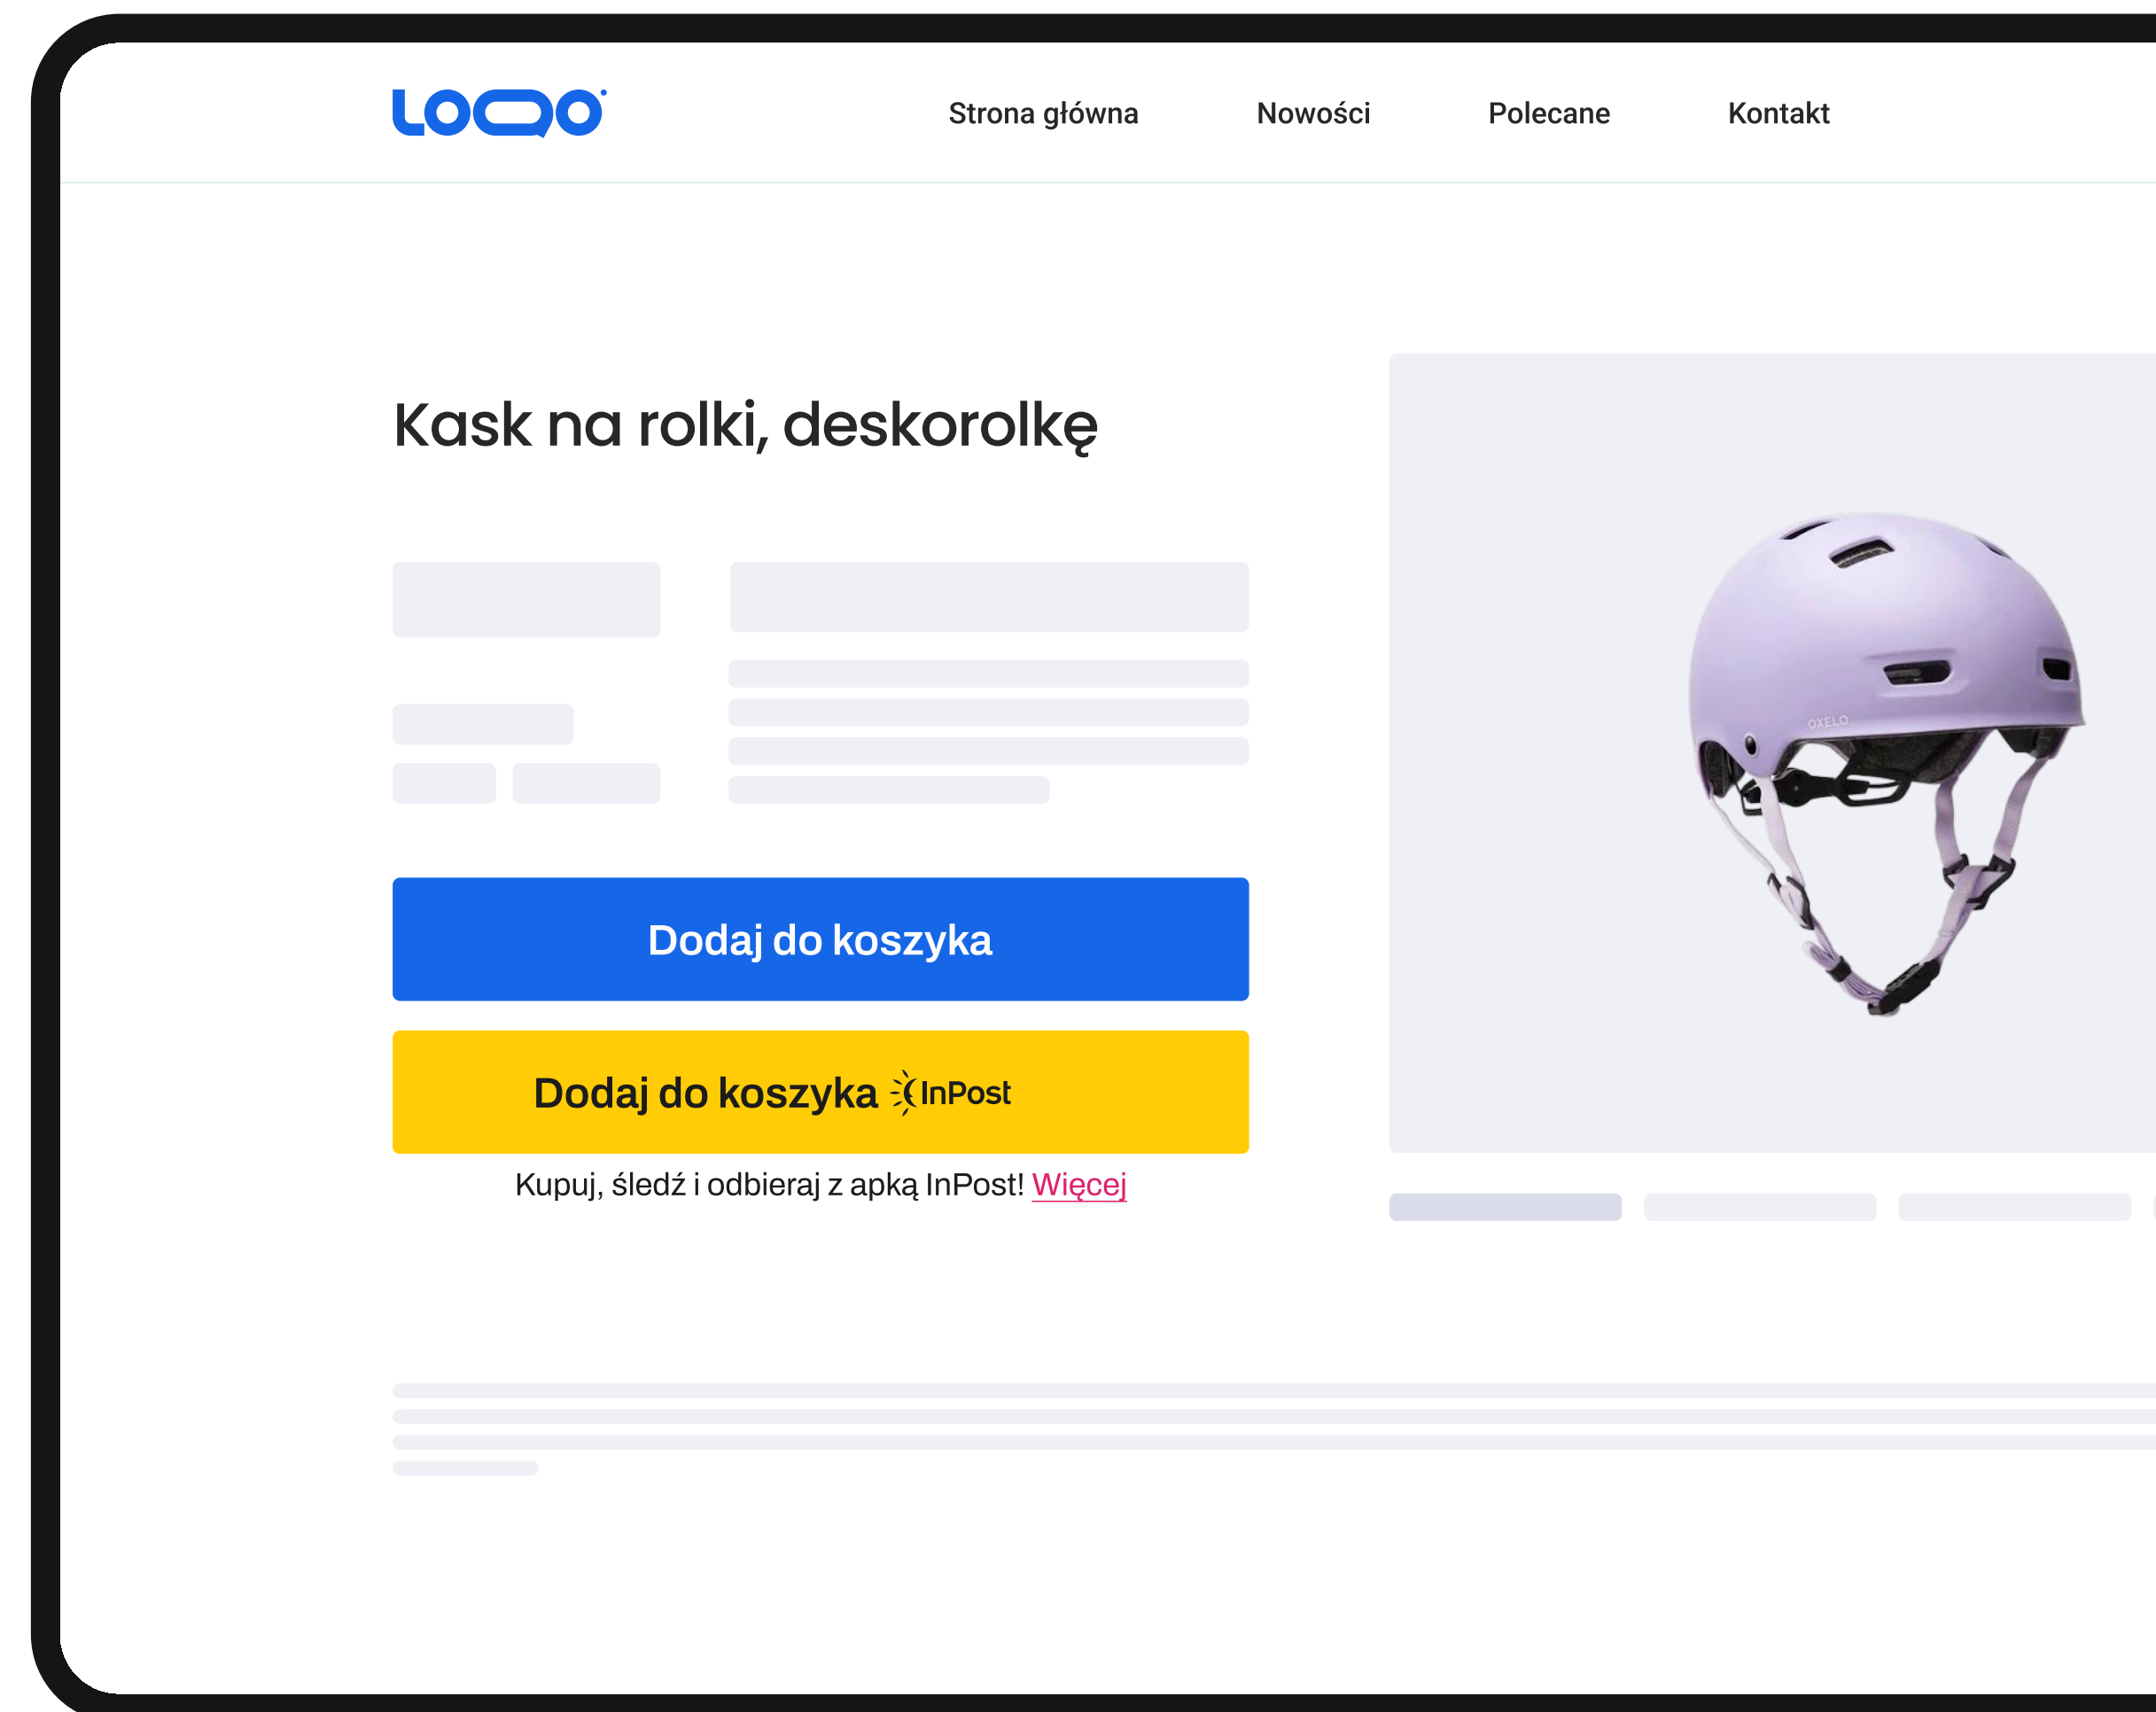 LOQO
Strona główna Nowości Polecane Kontakt
Kask na rolki, deskorolkę
OXELO
Dodaj do koszyka
Dodaj do koszyka InPost
Kupuj, śledź i odbieraj z apką InPost! Więcej